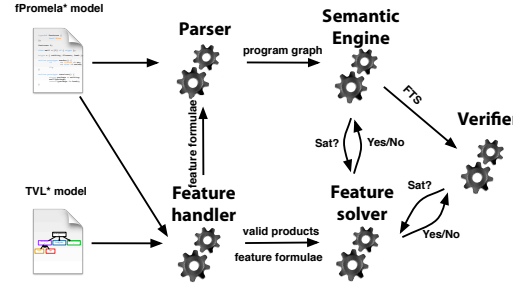 fPromela* model
Parser
Semantic
Engine
program graph
FTS
feature formulae
Sat?
Yes/No
Verifier
TVL* model
Feature
handler
Feature
solver
Sat?
valid products
feature formulae
Yes/No